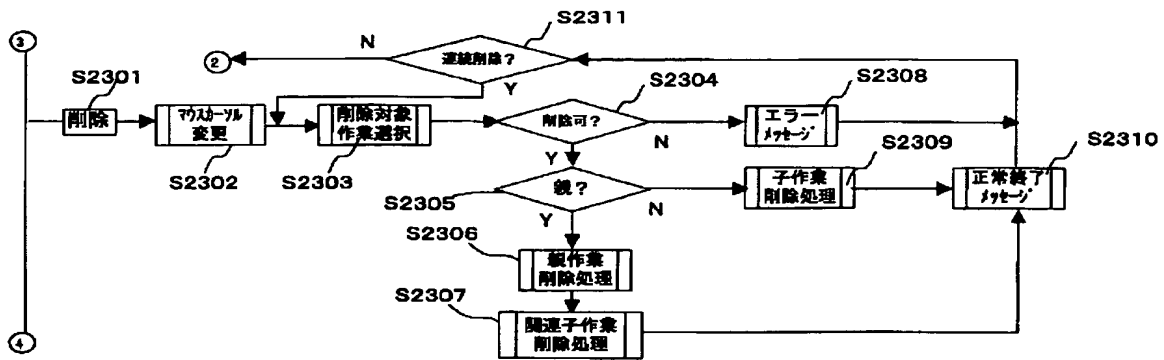 S2311
③
N
②
連続削除?
S2301
Y
S2304
S2308
削除
マウスカーソル
変更
削除対象
作業選択
削除可?
N
エラー
メッセージ
S2302
S2303
Y
S2309
S2310
親?
子作業
削除処理
正常終了
メッセージ
S2305
N
Y
S2306
親作業
削除処理
S2307
関連子作業
削除処理
④